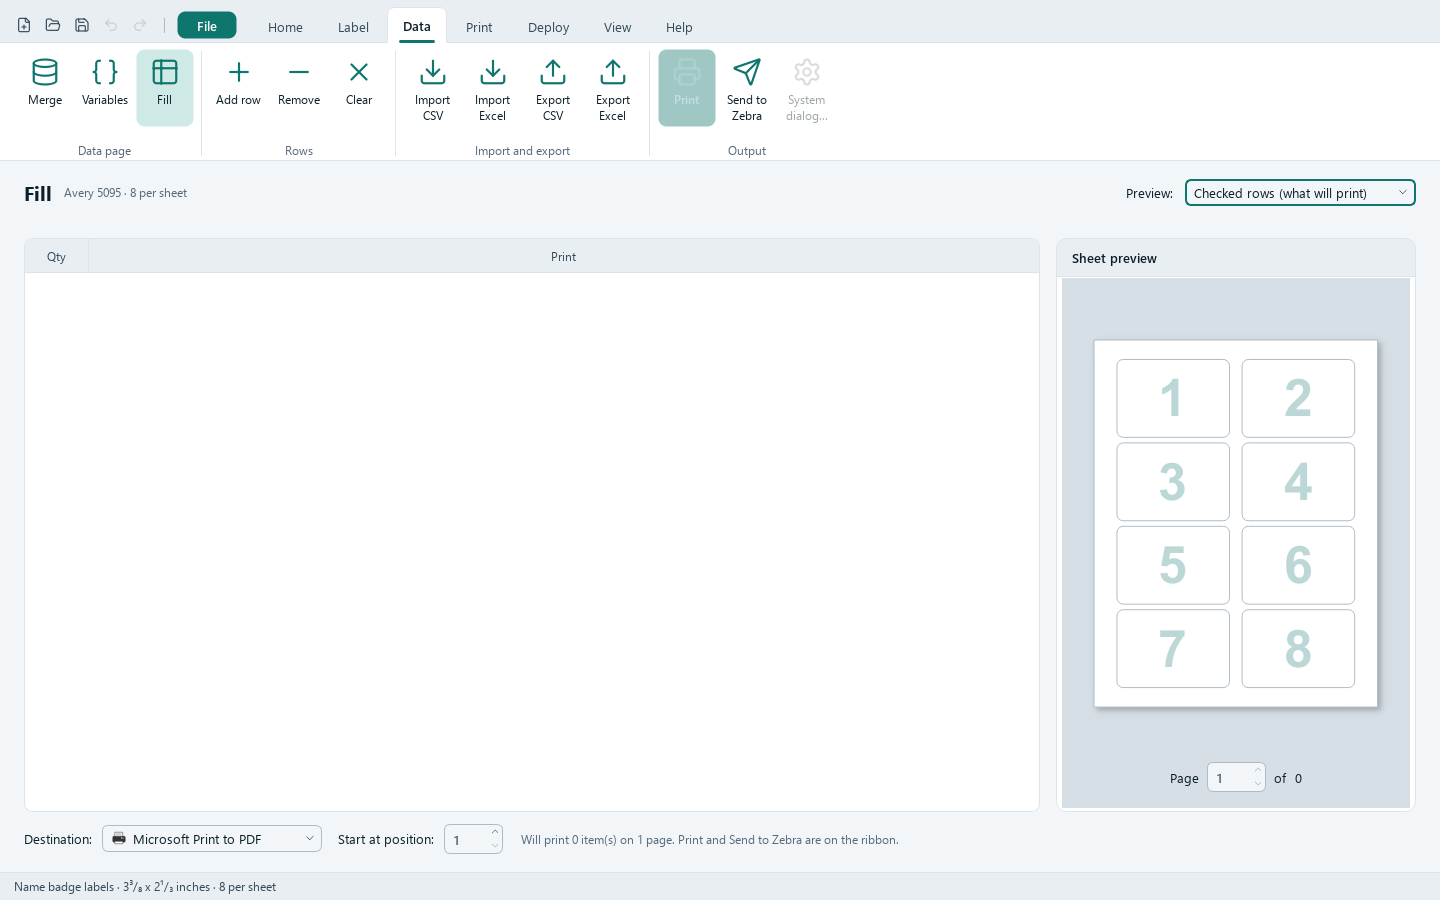 File
Home
Label
Data
Print
Deploy
View
Help
Merge
Variables
Fill
Add row
Remove
Clear
Import
CSV
Import
Excel
Export
CSV
Export
Excel
Print
Send to
Zebra
System
dialog...
Data page
Rows
Import and export
Output
Fill
Avery 5095 · 8 per sheet
Preview:
Checked rows (what will print)
Qty
Print
Sheet preview
1
2
3
4
5
6
7
8
Page
1
of 0
Destination:
Microsoft Print to PDF
Start at position:
1
Will print 0 item(s) on 1 page. Print and Send to Zebra are on the ribbon.
Name badge labels · 3³/₈ x 2¹/₃ inches · 8 per sheet